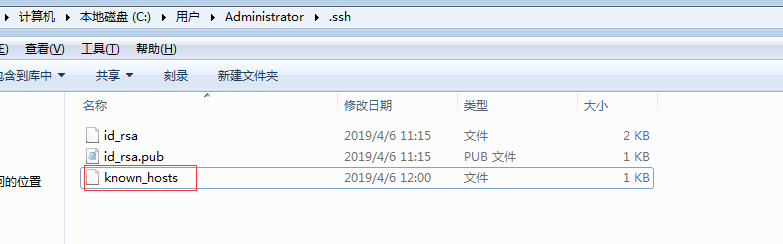 计算机 本地磁盘 (C:) 用户 Administrator .ssh
查看(V) 工具(T) 帮助(H)
包含到库中 共享 刻录 新建文件夹
名称 修改日期 类型 大小
id_rsa 2019/4/6 11:15 文件 2 KB
id_rsa.pub 2019/4/6 11:15 PUB 文件 1 KB
known_hosts 2019/4/6 12:00 文件 1 KB
的位置